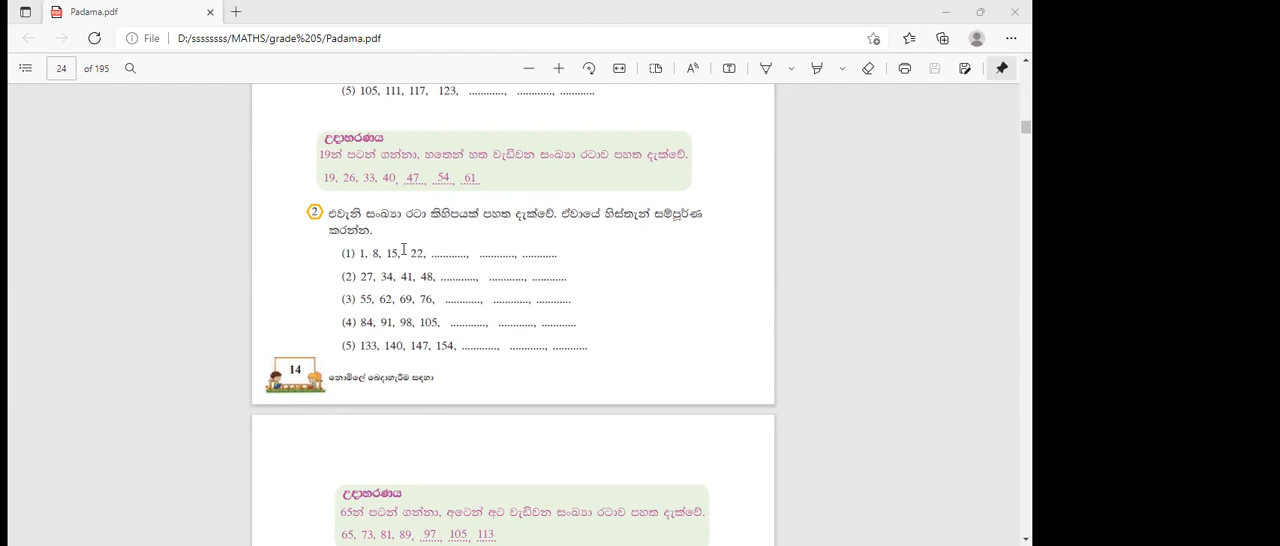 Padama.pdf
File D:/ssssssss/MATHS/grade%205/Padama.pdf
24 of 195
(5) 105, 111, 117, 123, ............, ............, ............
උදාහරණය
19න් පටන් ගන්නා, හතෙන් හත වැඩිවන සංඛ්‍යා රටාව පහත දැක්වේ.
19, 26, 33, 40, 47, 54, 61
2 එවැනි සංඛ්‍යා රටා කිහිපයක් පහත දැක්වේ. ඒවායේ හිස්තැන් සම්පූර්ණ
කරන්න.
(1) 1, 8, 15, 22, ............, ............, ............
(2) 27, 34, 41, 48, ............, ............, ............
(3) 55, 62, 69, 76, ............, ............, ............
(4) 84, 91, 98, 105, ............, ............, ............
(5) 133, 140, 147, 154, ............, ............, ............
14 නොමිලේ බෙදාහැරීම සඳහා
උදාහරණය
65න් පටන් ගන්නා, අටෙන් අට වැඩිවන සංඛ්‍යා රටාව පහත දැක්වේ.
65, 73, 81, 89, 97, 105, 113